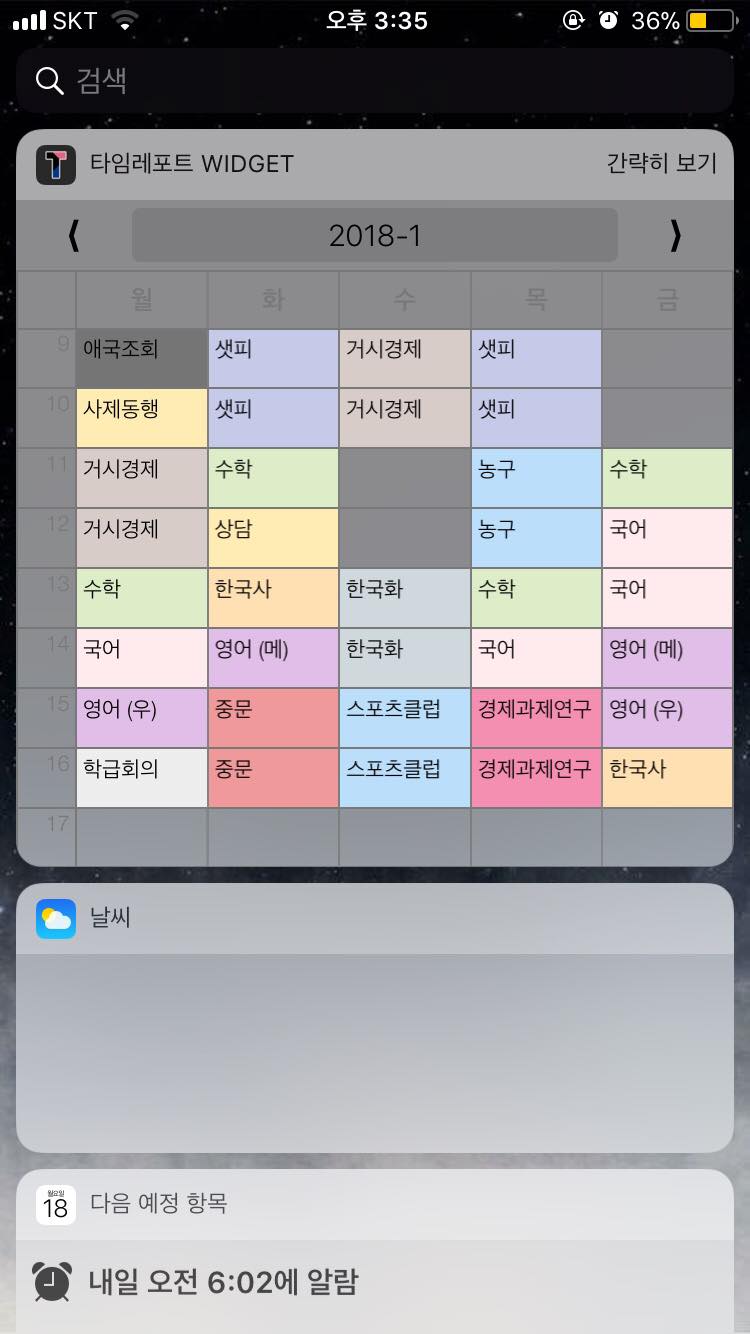 SKT 오후 3:35 36%
검색
타임레포트 WIDGET 간략히 보기
⟨ 2018-1 ⟩
월 화 수 목 금
9 애국조회 샛피 거시경제 샛피
10 사제동행 샛피 거시경제 샛피
11 거시경제 수학 농구 수학
12 거시경제 상담 농구 국어
13 수학 한국사 한국화 수학 국어
14 국어 영어 (메) 한국화 국어 영어 (메)
15 영어 (우) 중문 스포츠클럽 경제과제연구 영어 (우)
16 학급회의 중문 스포츠클럽 경제과제연구 한국사
17
날씨
월요일
18 다음 예정 항목
내일 오전 6:02에 알람